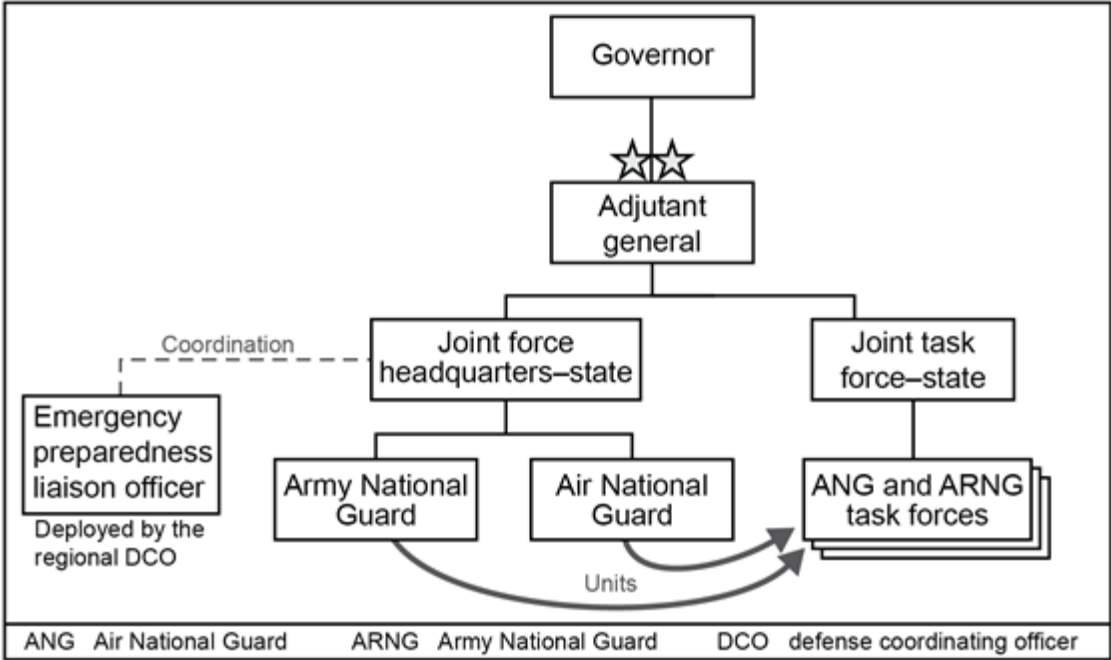 Governor
Adjutant
general
Coordination
Joint force
headquarters–state
Joint task
force–state
Emergency
preparedness
liaison officer
Deployed by the
regional DCO
Army National
Guard
Air National
Guard
ANG and ARNG
task forces
Units
ANG Air National Guard ARNG Army National Guard DCO defense coordinating officer